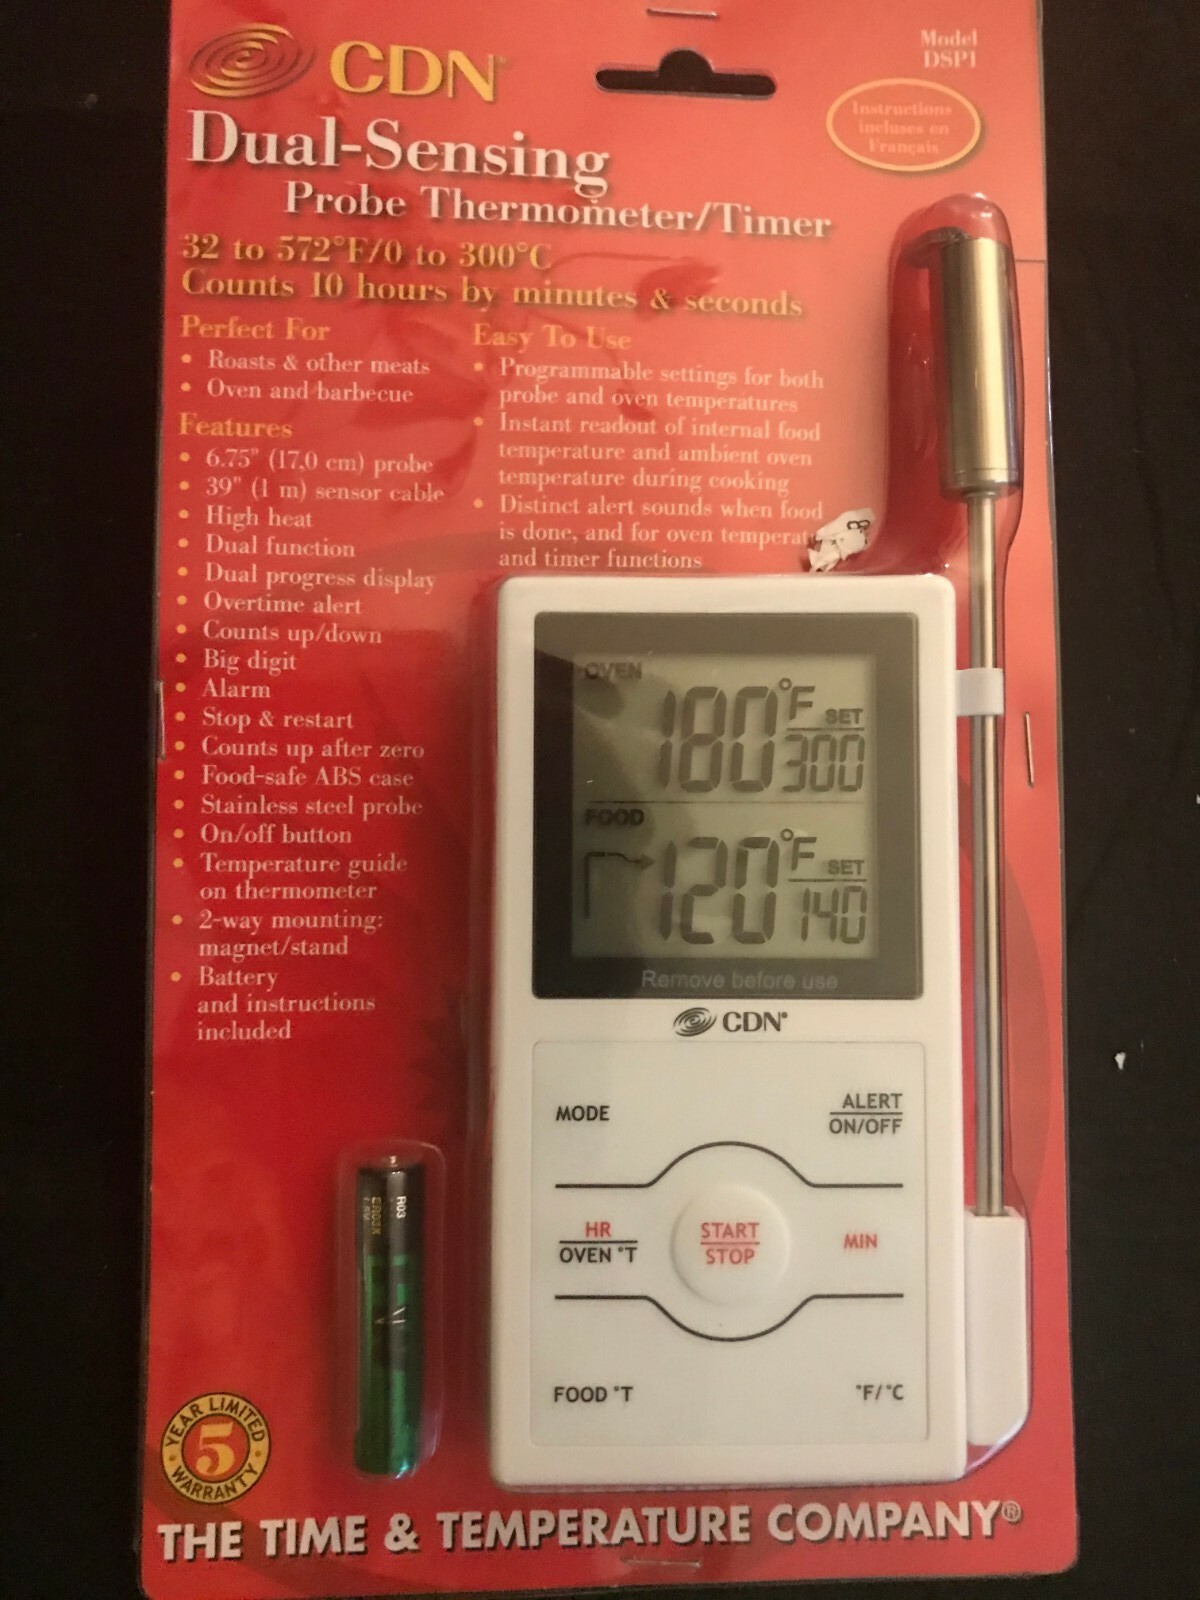 CDN®
Model
DSP1
Instructions
incluses en
Français
Dual-Sensing
Probe Thermometer/Timer
32 to 572°F/0 to 300°C
Counts 10 hours by minutes & seconds
Perfect For
• Roasts & other meats
• Oven and barbecue
Features
• 6.75" (17,0 cm) probe
• 39" (1 m) sensor cable
• High heat
• Dual function
• Dual progress display
• Overtime alert
• Counts up/down
• Big digit
• Alarm
• Stop & restart
• Counts up after zero
• Food-safe ABS case
• Stainless steel probe
• On/off button
• Temperature guide
on thermometer
• 2-way mounting:
magnet/stand
• Battery
and instructions
included
Easy To Use
• Programmable settings for both
probe and oven temperatures
• Instant readout of internal food
temperature and ambient oven
temperature during cooking
• Distinct alert sounds when food
is done, and for oven temperat
and timer functions
8
OVEN
180°F SET
300
FOOD
120°F SET
140
Remove before use
CDN®
MODE
ALERT
ON/OFF
HR
OVEN °T
START
STOP
MIN
FOOD °T
°F/°C
R03
5
YEAR LIMITED
WARRANTY
THE TIME & TEMPERATURE COMPANY®